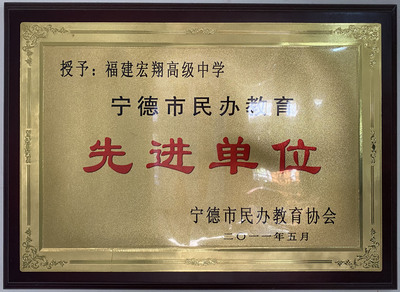 授予：福建宏翔高级中学
宁德市民办教育
先进单位
宁德市民办教育协会
二〇一一年五月